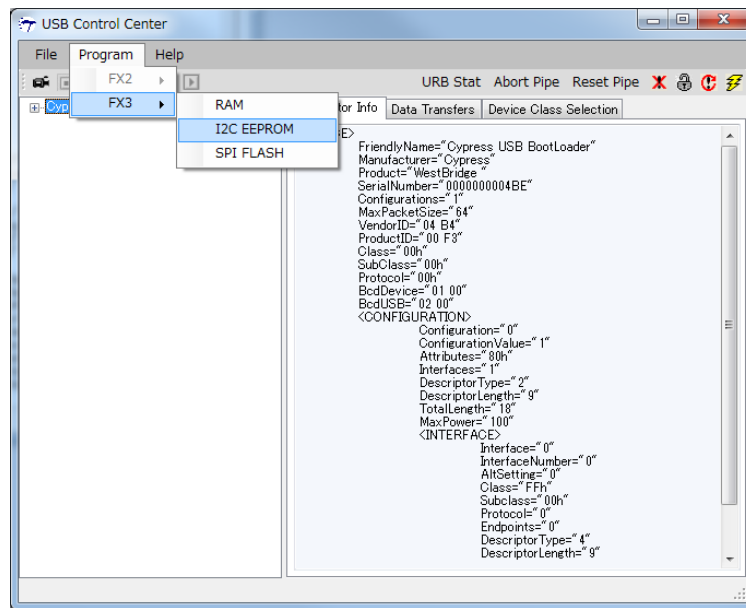 USB Control Center
File Program Help
FX2
URB Stat Abort Pipe Reset Pipe
FX3
RAM
I2C EEPROM
SPI FLASH
Cyp
tor Info Data Transfers Device Class Selection
E>
FriendlyName="Cypress USB BootLoader"
Manufacturer="Cypress"
Product="WestBridge "
SerialNumber="0000000004BE"
Configurations="1"
MaxPacketSize="64"
VendorID="04 B4"
ProductID="00 F3"
Class="00h"
SubClass="00h"
Protocol="00h"
BcdDevice="01 00"
BcdUSB="02 00"
<CONFIGURATION>
Configuration="0"
ConfigurationValue="1"
Attributes="80h"
Interfaces="1"
DescriptorType="2"
DescriptorLength="9"
TotalLength="18"
MaxPower="100"
<INTERFACE>
Interface="0"
InterfaceNumber="0"
AltSetting="0"
Class="FFh"
Subclass="00h"
Protocol="0"
Endpoints="0"
DescriptorType="4"
DescriptorLength="9"